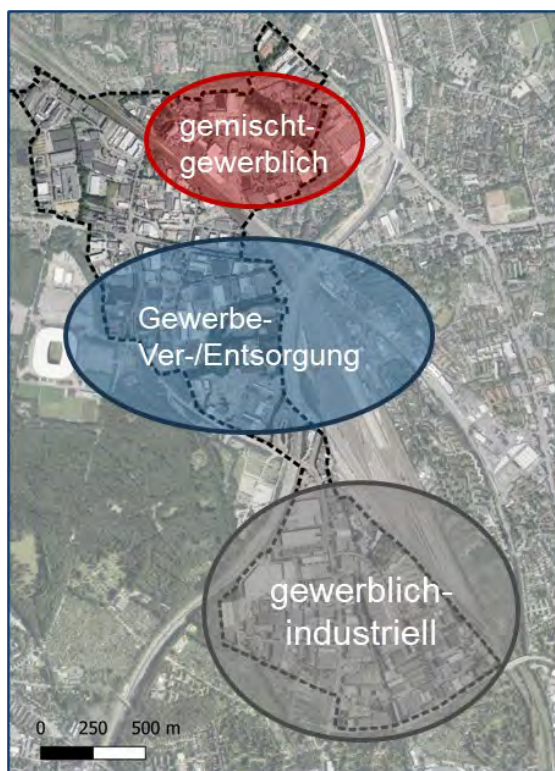 gemischt-
gewerblich
Gewerbe-
Ver-/Entsorgung
gewerblich-
industriell
0 250 500 m